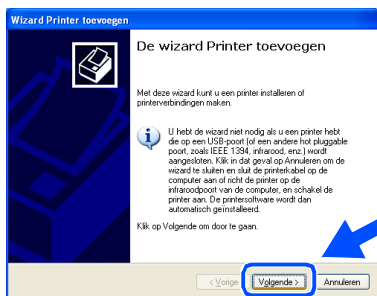 Wizard Printer toevoegen
De wizard Printer toevoegen
Met deze wizard kunt u een printer installeren of
printerverbindingen maken.
U hebt de wizard niet nodig als u een printer hebt
die op een USB-port (of een andere hot pluggable
poort, zoals IEEE 1394, infrarood, enz.) wordt
aangesloten. Klik in dat geval op Annuleren om de
wizard te sluiten en sluit de printerkabel op de
computer aan of richt de printer op de
infraroodpoort van de computer, en schakel de
printer aan. De printersoftware wordt dan
automatisch geïnstalleerd.
Klik op Volgende om door te gaan.
< Vorige
Volgende >
Annuleren